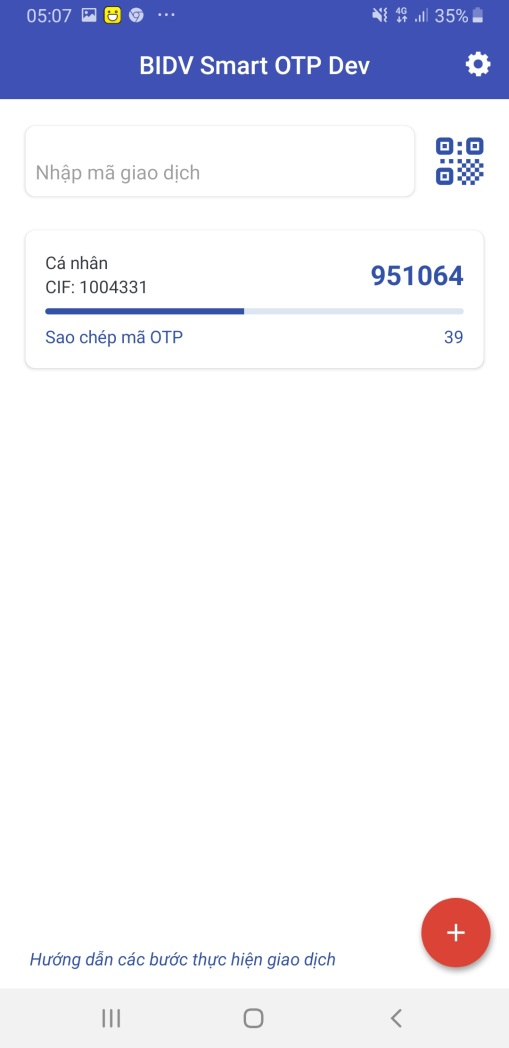 05:07
4G
35%
BIDV Smart OTP Dev
Nhập mã giao dịch
Cá nhân
951064
CIF: 1004331
Sao chép mã OTP
39
Hướng dẫn các bước thực hiện giao dịch